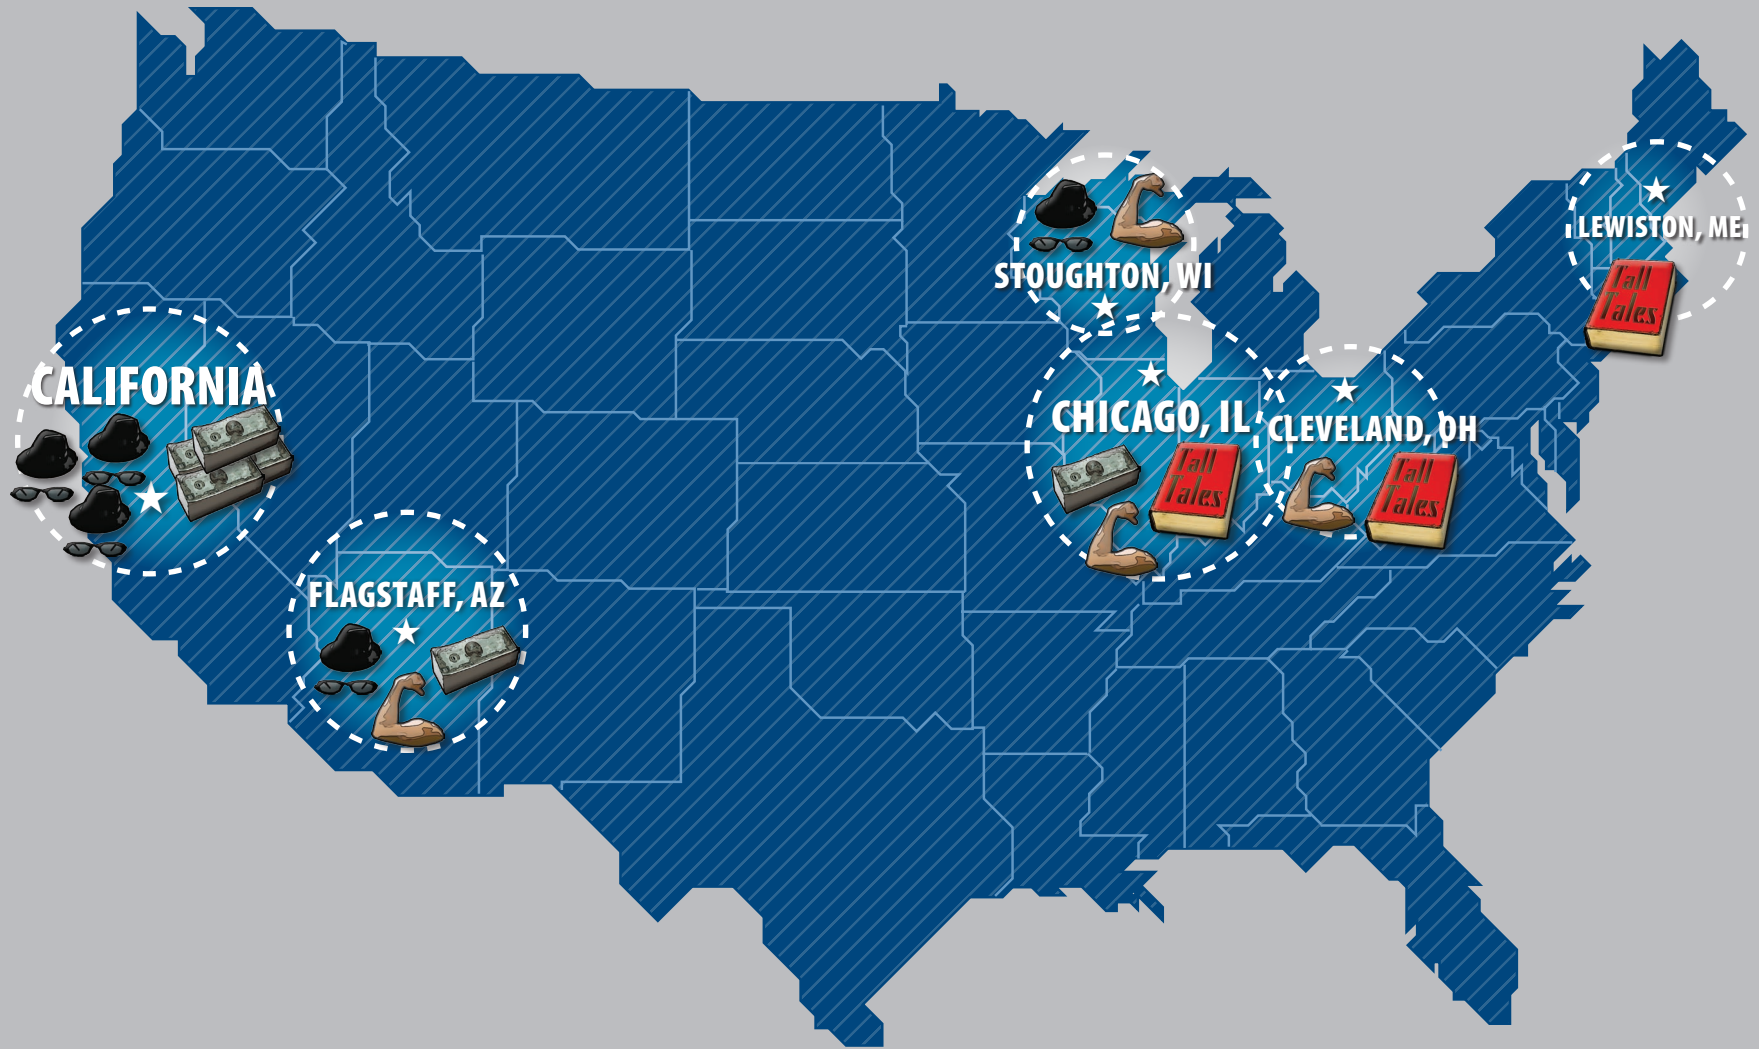 LEWISTON, ME
Tall
Tales
STOUGHTON, WI
CALIFORNIA
CHICAGO, IL
Tall
Tales
CLEVELAND, OH
Tall
Tales
FLAGSTAFF, AZ